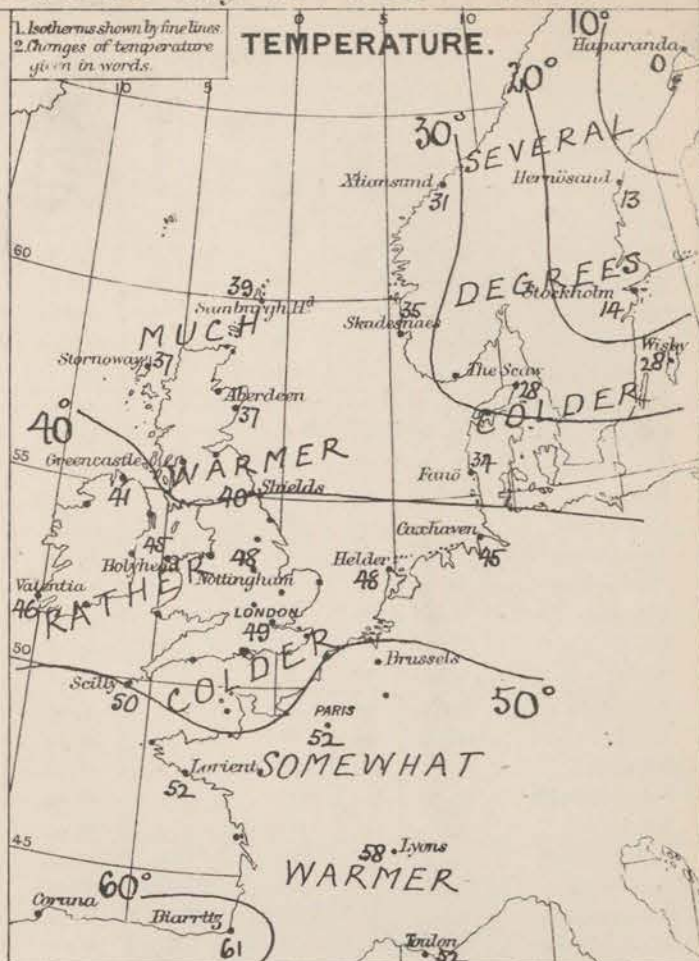 1. Isotherms shown by fine lines
2. Changes of temperature
given in words.
TEMPERATURE.
10°
Haparanda
0
10
5
0
5
10
20°
30°
SEVERAL
Xtiansund
31
Hernösand
13
60
39
Sumburgh Hd
DEGREES
Stockholm
14
35
Skudesnaes
MUCH
Stornoway
37
The Scaw
28
Wisby
28
Aberdeen
37
COLDER
40°
55
Greencastle
41
WARMER
Shields
40
Fanö
34
Cuxhaven
45
45
Holyhead
48
Nottingham
Helder
48
Valentia
46
RATHER
LONDON
49
50
COLDER
Brussels
Scilly
50
50°
PARIS
52
Lorient
52
SOMEWHAT
45
58
Lyons
WARMER
60°
Coruna
Biarritz
61
Toulon
52